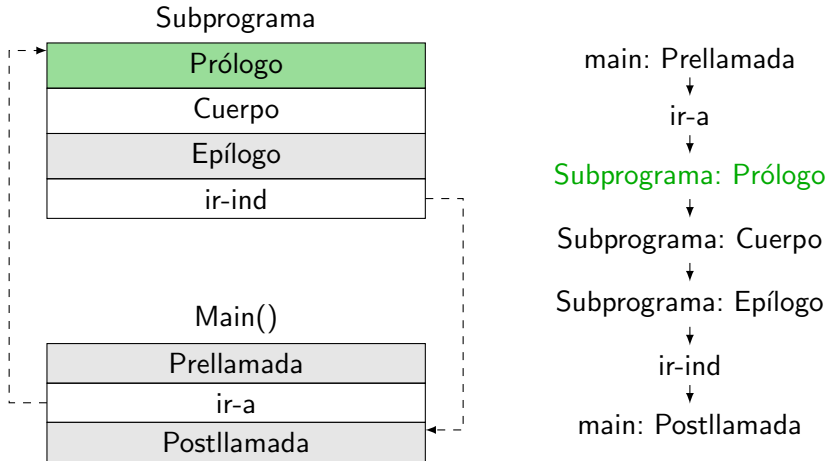 Subprograma
Prólogo
Cuerpo
Epílogo
ir-ind
Main()
Prellamada
ir-a
Postllamada
main: Prellamada
ir-a
Subprograma: Prólogo
Subprograma: Cuerpo
Subprograma: Epílogo
ir-ind
main: Postllamada